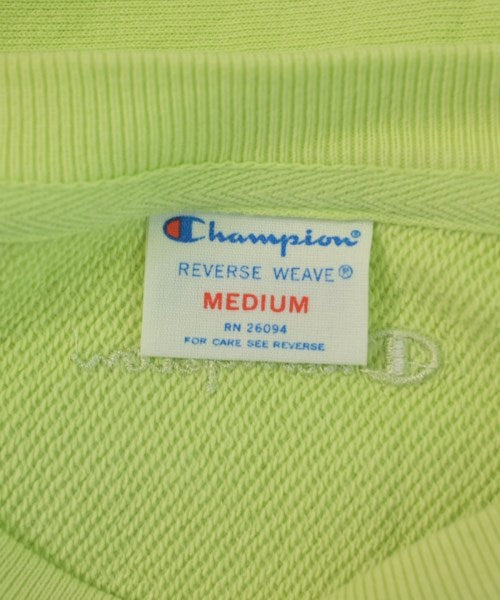 Champion®
REVERSE WEAVE®
MEDIUM
RN 26094
FOR CARE SEE REVERSE